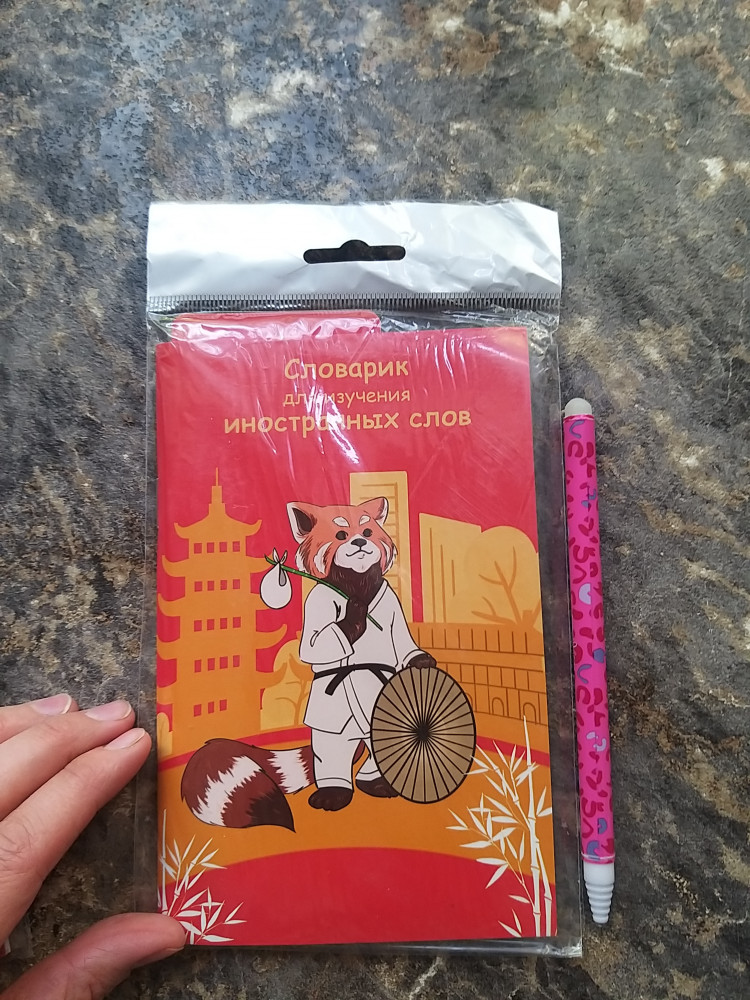 Словарик
для изучения
иностранных слов